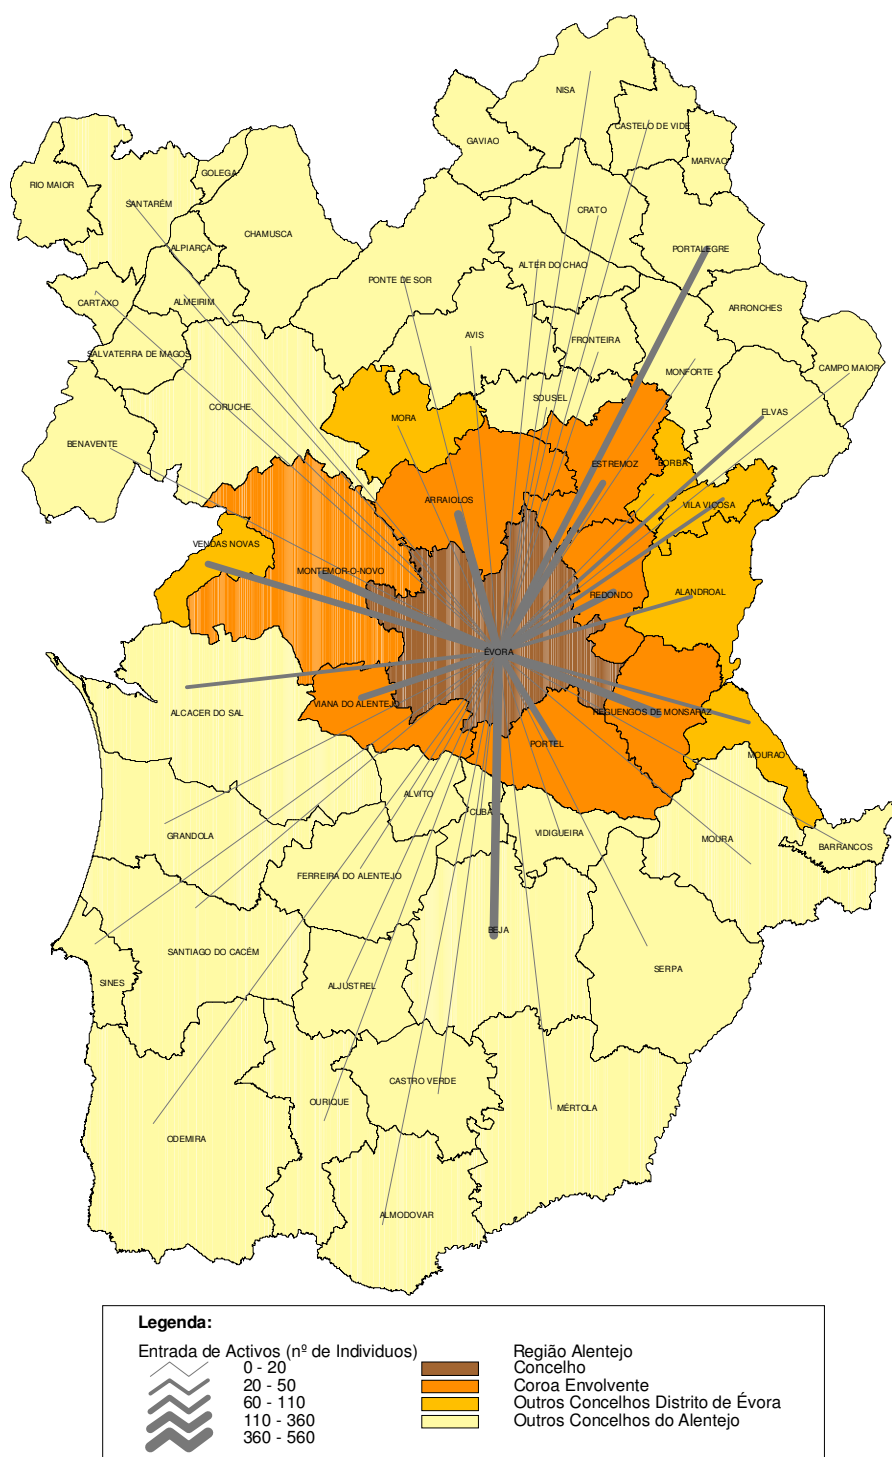 NISA
CASTELO DE VIDE
GAVIAO
MARVAO
GOLEGA
RIO MAIOR
SANTARÉM
CRATO
CHAMUSCA
ALPIARÇA
PORTALEGRE
ALTER DO CHAO
PONTE DE SOR
CARTAXO
ALMEIRIM
ARRONCHES
AVIS
FRONTEIRA
SALVATERRA DE MAGOS
CAMPO MAIOR
MONFORTE
SOUSEL
CORUCHE
ELVAS
MORA
BENAVENTE
ESTREMOZ
BORBA
ARRAIOLOS
VILA VIÇOSA
VENDAS NOVAS
MONTEMOR-O-NOVO
REDONDO
ALANDROAL
ÉVORA
VIANA DO ALENTEJO
REGUENGOS DE MONSARAZ
ALCACER DO SAL
PORTEL
MOURAO
ALVITO
CUBA
GRANDOLA
VIDIGUEIRA
MOURA
BARRANCOS
FERREIRA DO ALENTEJO
BEJA
SANTIAGO DO CACÉM
SERPA
SINES
ALJUSTREL
CASTRO VERDE
OURIQUE
MÉRTOLA
ODEMIRA
ALMODOVAR
Legenda:
Entrada de Activos (nº de Individuos)
0 - 20
20 - 50
60 - 110
110 - 360
360 - 560
Região Alentejo
Concelho
Coroa Envolvente
Outros Concelhos Distrito de Évora
Outros Concelhos do Alentejo